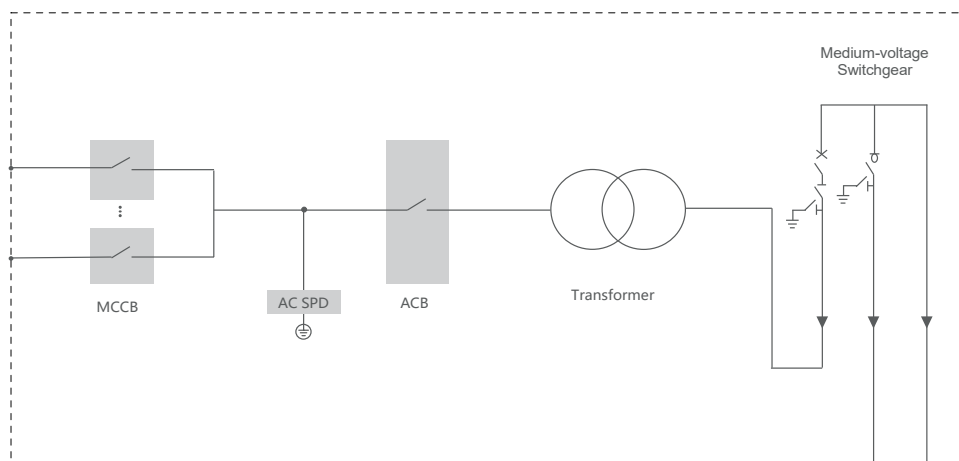 Medium-voltage
Switchgear
MCCB
AC SPD
ACB
Transformer